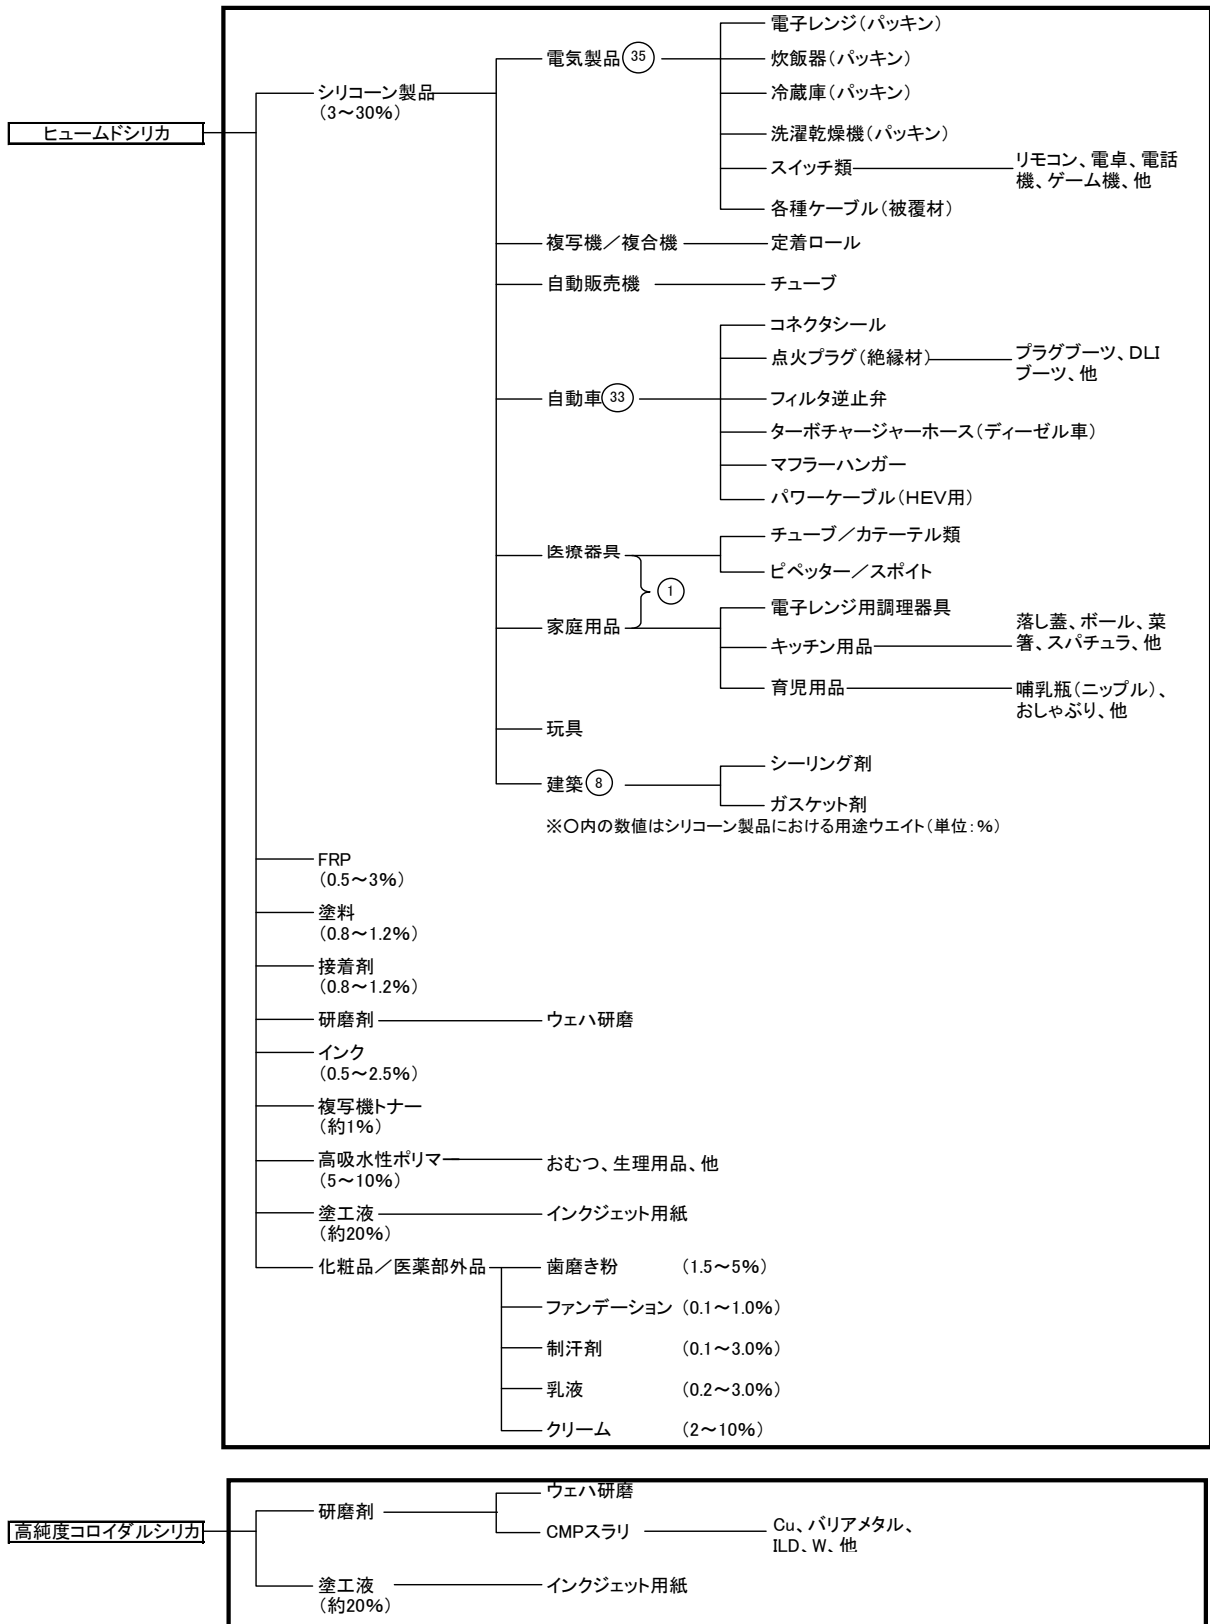 ヒュームドシリカ
シリコーン製品
(3～30%)
電気製品 35
電子レンジ(パッキン)
炊飯器(パッキン)
冷蔵庫(パッキン)
洗濯乾燥機(パッキン)
スイッチ類
リモコン、電卓、電話
機、ゲーム機、他
各種ケーブル(被覆材)
複写機／複合機
定着ロール
自動販売機
チューブ
自動車 33
コネクタシール
点火プラグ(絶縁材)
プラグブーツ、DLI
ブーツ、他
フィルタ逆止弁
ターボチャージャーホース(ディーゼル車)
マフラーハンガー
パワーケーブル(HEV用)
医療器具
チューブ／カテーテル類
ピペッター／スポイト
1
家庭用品
電子レンジ用調理器具
キッチン用品
落し蓋、ボール、菜
箸、スパチュラ、他
育児用品
哺乳瓶(ニップル)、
おしゃぶり、他
玩具
建築 8
シーリング剤
ガスケット剤
※〇内の数値はシリコーン製品における用途ウエイト(単位:%)
FRP
(0.5～3%)
塗料
(0.8～1.2%)
接着剤
(0.8～1.2%)
研磨剤
ウェハ研磨
インク
(0.5～2.5%)
複写機トナー
(約1%)
高吸水性ポリマー
(5～10%)
おむつ、生理用品、他
塗工液
(約20%)
インクジェット用紙
化粧品／医薬部外品
歯磨き粉 (1.5～5%)
ファンデーション (0.1～1.0%)
制汗剤 (0.1～3.0%)
乳液 (0.2～3.0%)
クリーム (2～10%)
高純度コロイダルシリカ
研磨剤
ウェハ研磨
CMPスラリ
Cu、バリアメタル、
ILD、W、他
塗工液
(約20%)
インクジェット用紙